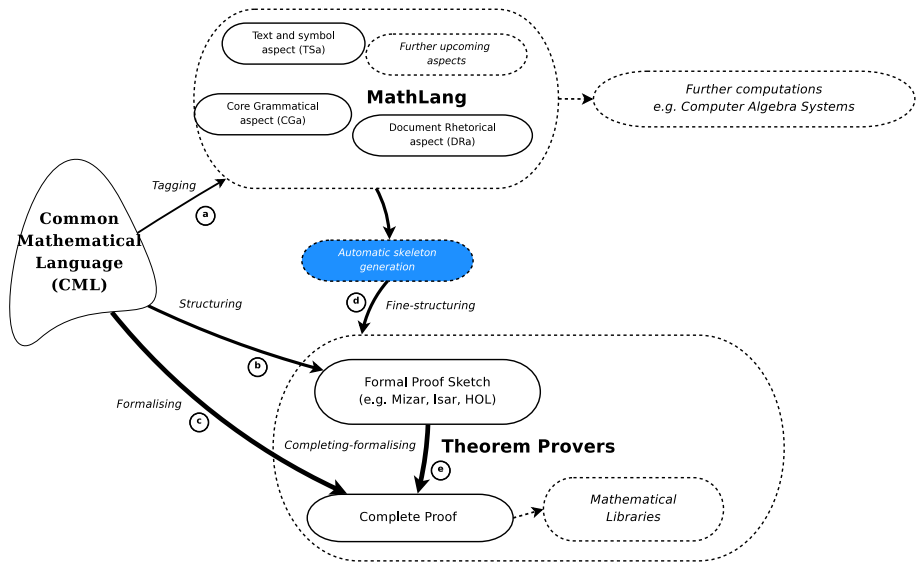 Text and symbol
aspect (TSa)
Further upcoming
aspects
MathLang
Core Grammatical
aspect (CGa)
Document Rhetorical
aspect (DRa)
Further computations
e.g. Computer Algebra Systems
Tagging
a
Common
Mathematical
Language
(CML)
Automatic skeleton
generation
Structuring
d
Fine-structuring
b
Formal Proof Sketch
(e.g. Mizar, Isar, HOL)
Formalising
c
Completing-formalising
Theorem Provers
e
Complete Proof
Mathematical
Libraries